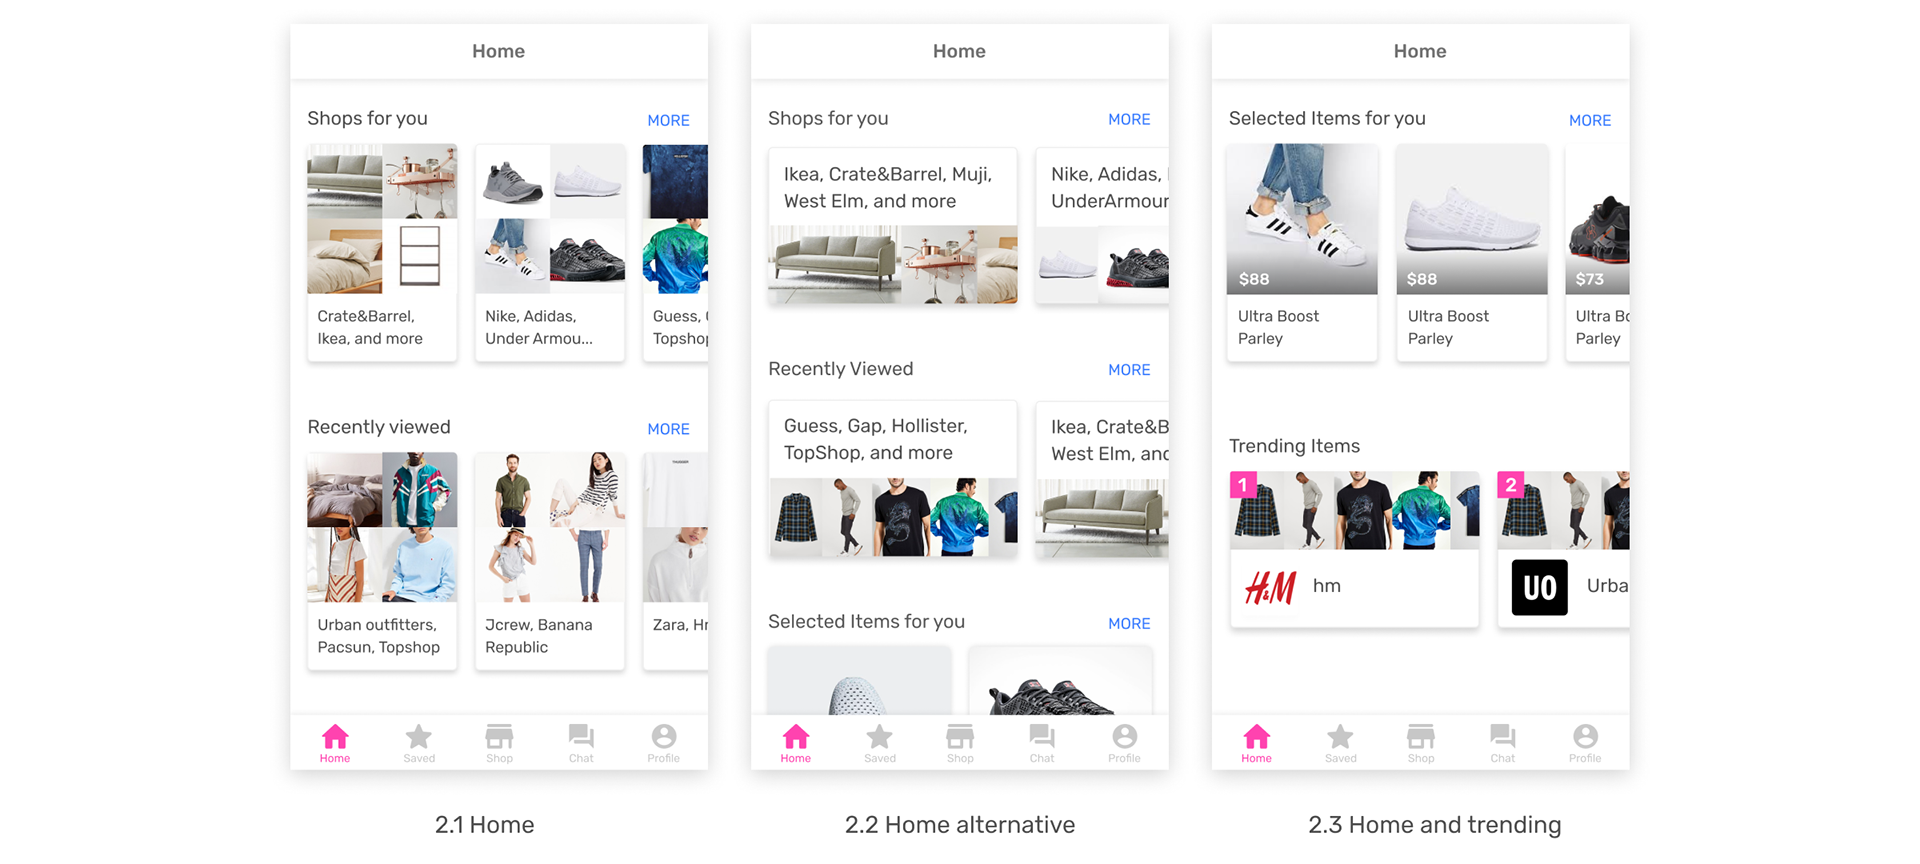 Home
Shops for you
MORE
Crate&Barrel,
Ikea, and more
Nike, Adidas,
Under Armou...
Guess,
Topshop
Recently viewed
MORE
Urban outfitters,
Pacsun, Topshop
Jcrew, Banana
Republic
Zara,
Home
Saved
Shop
Chat
Profile
2.1 Home
Home
Shops for you
MORE
Ikea, Crate&Barrel, Muji,
West Elm, and more
Nike, Adidas,
UnderArmour
Recently Viewed
MORE
Guess, Gap, Hollister,
TopShop, and more
Ikea, Crate&B
West Elm, and
Selected Items for you
MORE
Home
Saved
Shop
Chat
Profile
2.2 Home alternative
Home
Selected Items for you
MORE
$88
Ultra Boost
Parley
$88
Ultra Boost
Parley
$73
Ultra Bo
Parley
Trending Items
1
H&M
hm
2
UO
Urba
Home
Saved
Shop
Chat
Profile
2.3 Home and trending